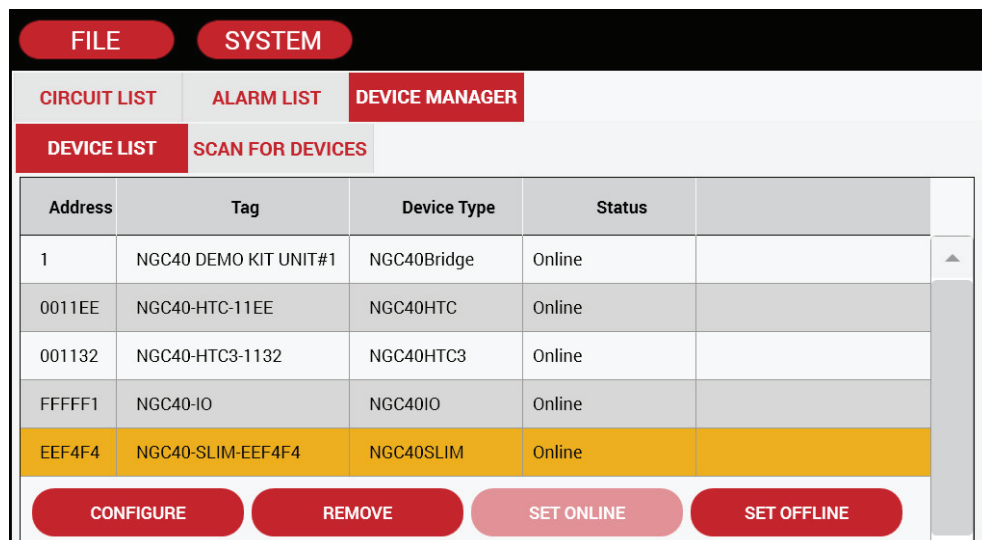 FILE SYSTEM
CIRCUIT LIST ALARM LIST DEVICE MANAGER
DEVICE LIST SCAN FOR DEVICES
Address Tag Device Type Status
1 NGC40 DEMO KIT UNIT#1 NGC40Bridge Online
0011EE NGC40-HTC-11EE NGC40HTC Online
001132 NGC40-HTC3-1132 NGC40HTC3 Online
FFFFF1 NGC40-IO NGC40IO Online
EEF4F4 NGC40-SLIM-EEF4F4 NGC40SLIM Online
CONFIGURE REMOVE SET ONLINE SET OFFLINE